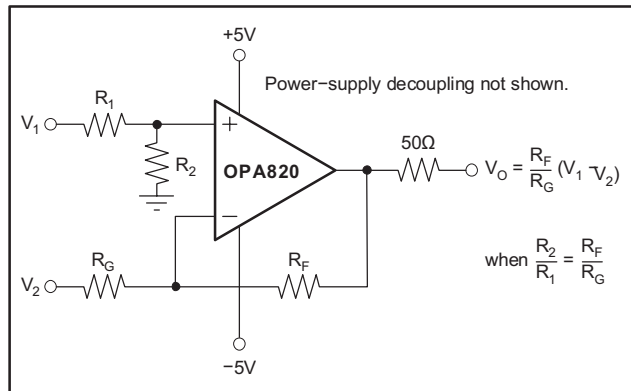 +5V
Power−supply decoupling not shown.
R1
V1
+
R2
50Ω
OPA820
VO = RF/RG (V1 −V2)
−
RG
RF
V2
when R2/R1 = RF/RG
−5V